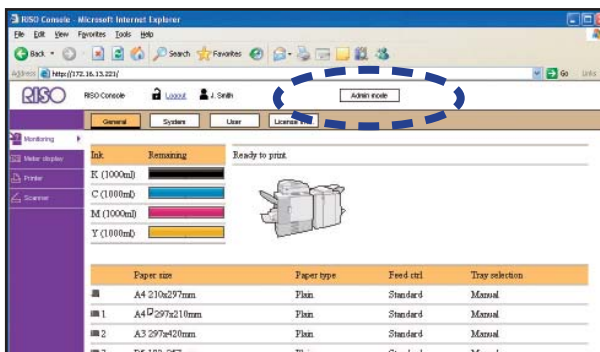 RISO Console - Microsoft Internet Explorer
File Edit View Favorites Tools Help
Back Search Favorites
Address http://172.16.13.221/ Go Links
RISO RISO Console Logout J. Smith Admin mode
General System User License
Monitoring
Meter display
Printer
Scanner
Ink Remaining Ready to print
K (1000ml)
C (1000ml)
M (1000ml)
Y (1000ml)
Paper size Paper type Feed ctrl Tray selection
A4 210x297mm Plain Standard Manual
1 A4 297x210mm Plain Standard Manual
2 A3 297x420mm Plain Standard Manual